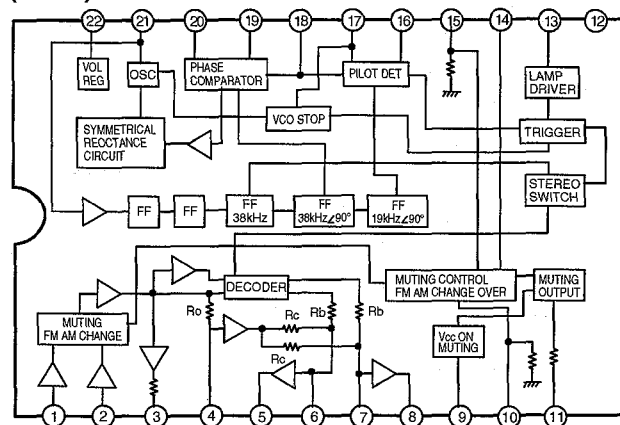 22 21 20 19 18 17 16 15 14 13 12
VOL
REG
OSC
PHASE
COMPARATOR
PILOT DET
LAMP
DRIVER
SYMMETRICAL
REOCTANCE
CIRCUIT
VCO STOP
TRIGGER
STEREO
SWITCH
FF
FF
FF
38kHz
FF
38kHz∠90°
FF
19kHz∠90°
DECODER
MUTING CONTROL
FM AM CHANGE OVER
MUTING
OUTPUT
Ro
Rc
Rb
Rb
Rc
MUTING
FM AM CHANGE
Vcc ON
MUTING
1 2 3 4 5 6 7 8 9 10 11